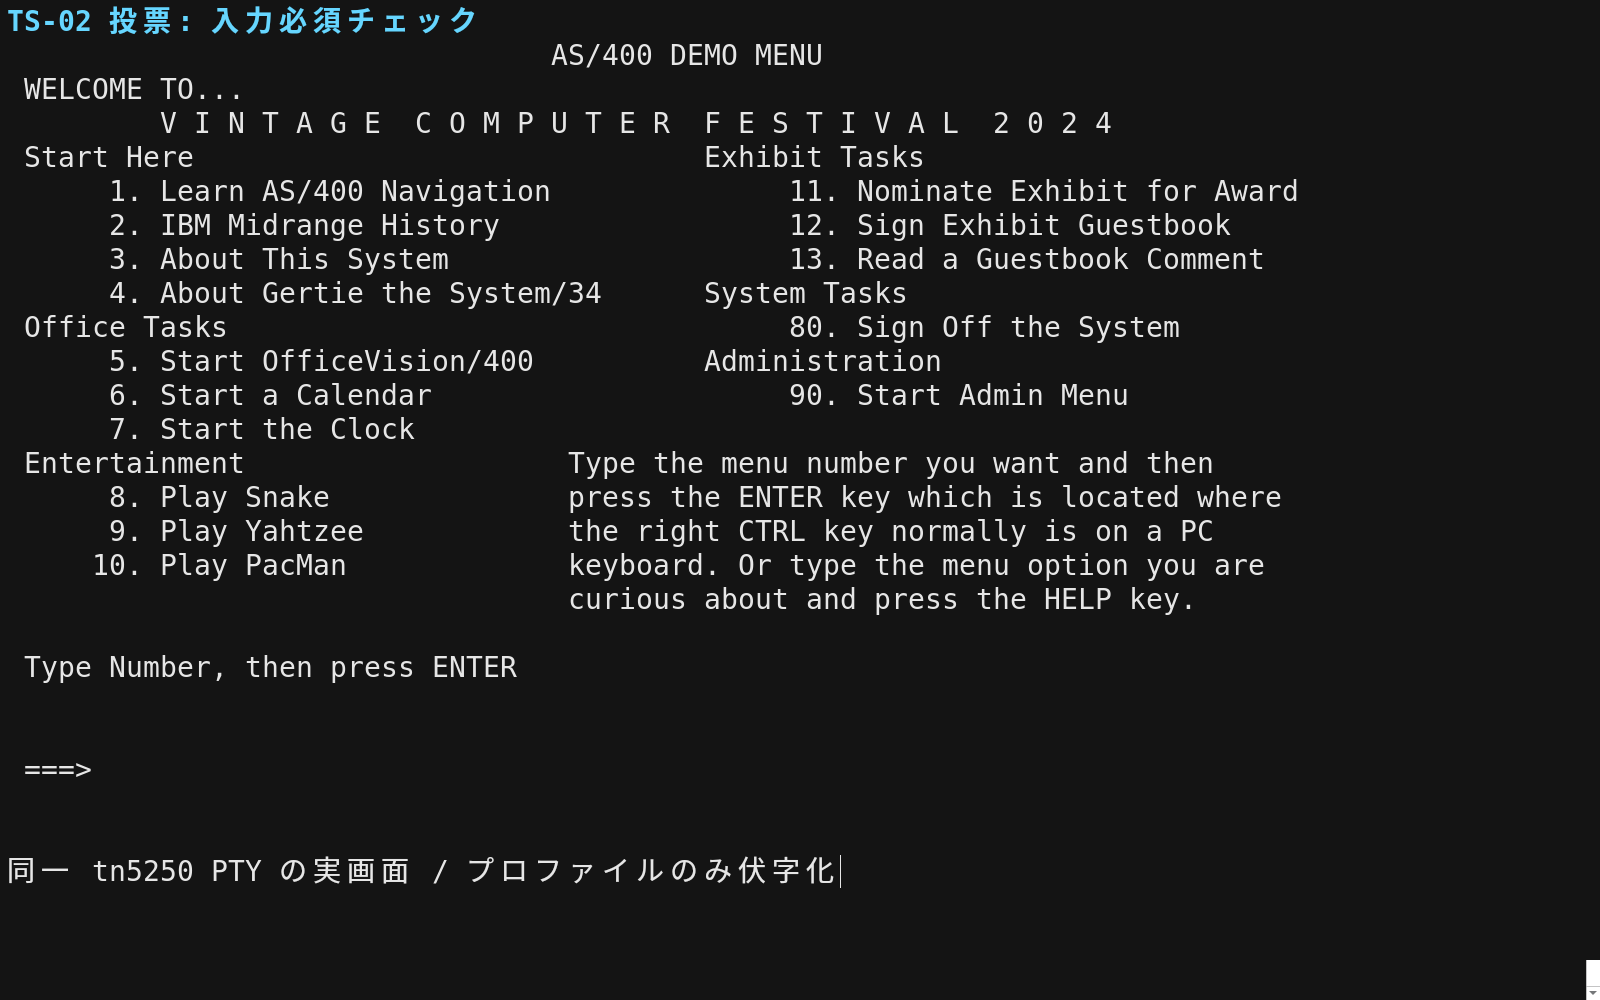 TS-02 投票: 入力必須チェック
AS/400 DEMO MENU
WELCOME TO...
V I N T A G E  C O M P U T E R  F E S T I V A L  2 0 2 4
Start Here Exhibit Tasks
1. Learn AS/400 Navigation 11. Nominate Exhibit for Award
2. IBM Midrange History 12. Sign Exhibit Guestbook
3. About This System 13. Read a Guestbook Comment
4. About Gertie the System/34 System Tasks
Office Tasks 80. Sign Off the System
5. Start OfficeVision/400 Administration
6. Start a Calendar 90. Start Admin Menu
7. Start the Clock
Entertainment Type the menu number you want and then
8. Play Snake press the ENTER key which is located where
9. Play Yahtzee the right CTRL key normally is on a PC
10. Play PacMan keyboard. Or type the menu option you are
curious about and press the HELP key.
Type Number, then press ENTER
===>
同一 tn5250 PTY の実画面 / プロファイルのみ伏字化